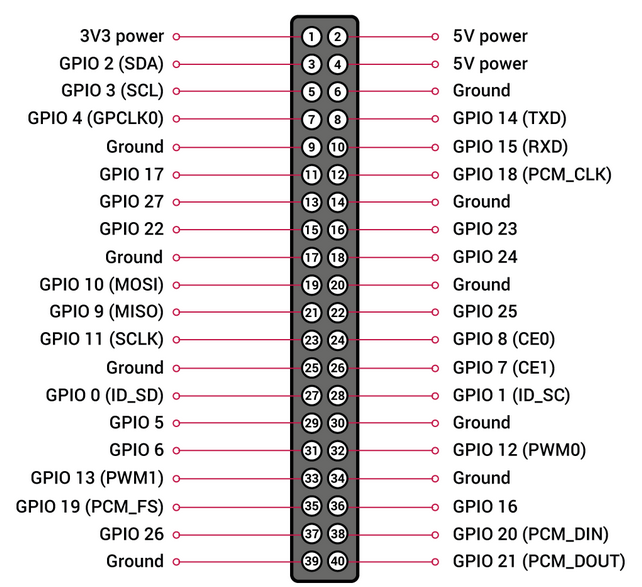 3V3 power 1 2 5V power
GPIO 2 (SDA) 3 4 5V power
GPIO 3 (SCL) 5 6 Ground
GPIO 4 (GPCLK0) 7 8 GPIO 14 (TXD)
Ground 9 10 GPIO 15 (RXD)
GPIO 17 11 12 GPIO 18 (PCM_CLK)
GPIO 27 13 14 Ground
GPIO 22 15 16 GPIO 23
Ground 17 18 GPIO 24
GPIO 10 (MOSI) 19 20 Ground
GPIO 9 (MISO) 21 22 GPIO 25
GPIO 11 (SCLK) 23 24 GPIO 8 (CE0)
Ground 25 26 GPIO 7 (CE1)
GPIO 0 (ID_SD) 27 28 GPIO 1 (ID_SC)
GPIO 5 29 30 Ground
GPIO 6 31 32 GPIO 12 (PWM0)
GPIO 13 (PWM1) 33 34 Ground
GPIO 19 (PCM_FS) 35 36 GPIO 16
GPIO 26 37 38 GPIO 20 (PCM_DIN)
Ground 39 40 GPIO 21 (PCM_DOUT)